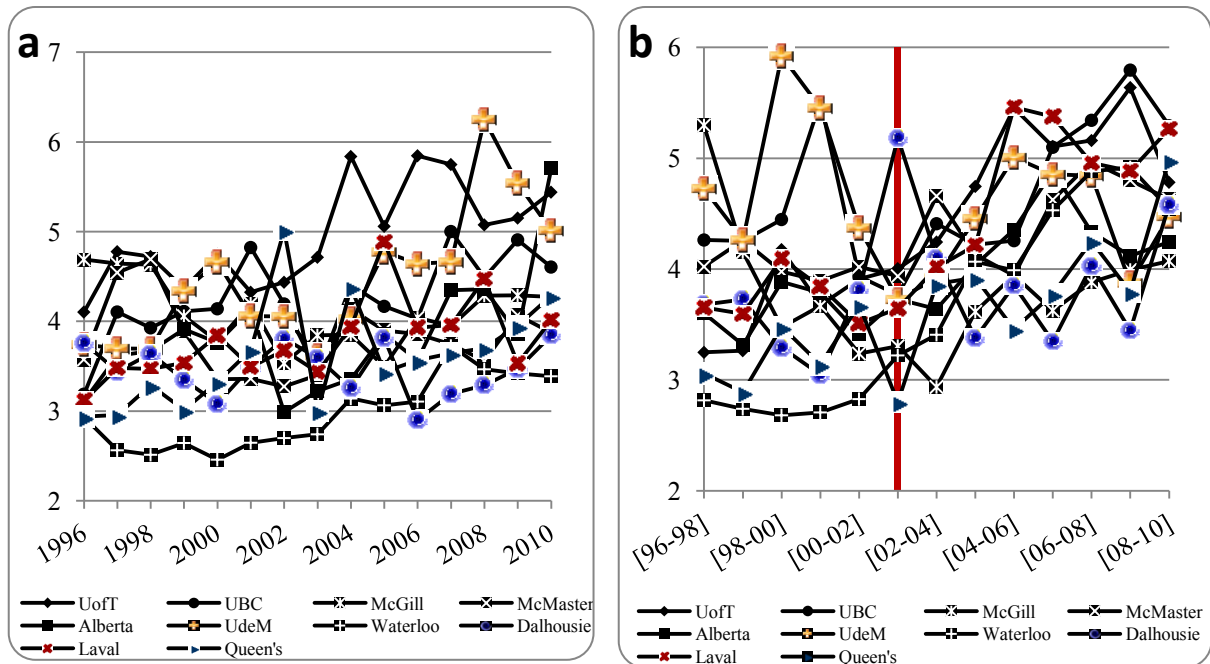 a
7
6
5
4
3
2
1996 1998 2000 2002 2004 2006 2008 2010
UofT UBC McGill McMaster
Alberta UdeM Waterloo Dalhousie
Laval Queen's
b
6
5
4
3
2
[96-98] [98-00] [00-02] [02-04] [04-06] [06-08] [08-10]
UofT UBC McGill McMaster
Alberta UdeM Waterloo Dalhousie
Laval Queen's